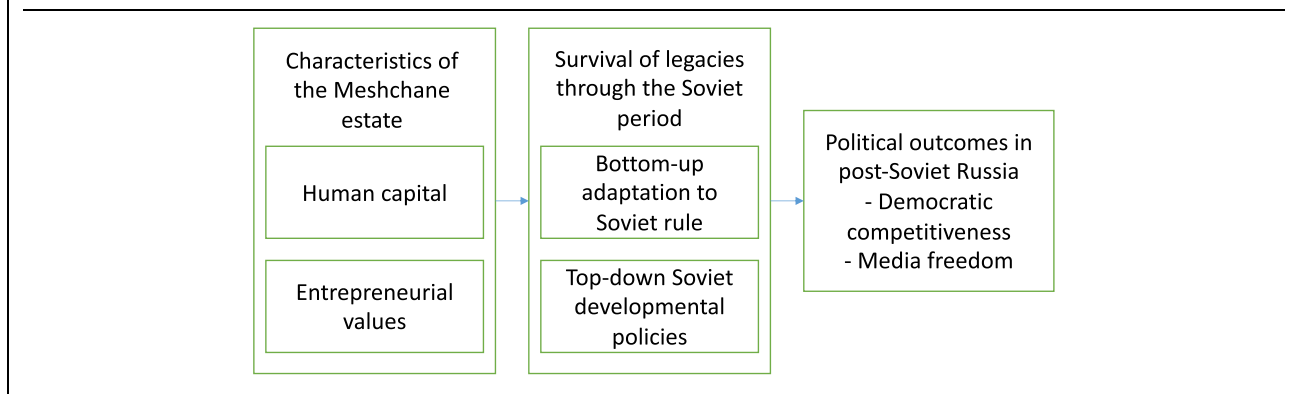 Characteristics of
the Meshchane
estate
Human capital
Entrepreneurial
values
Survival of legacies
through the Soviet
period
Bottom-up
adaptation to
Soviet rule
Top-down Soviet
developmental
policies
Political outcomes in
post-Soviet Russia
- Democratic
competitiveness
- Media freedom